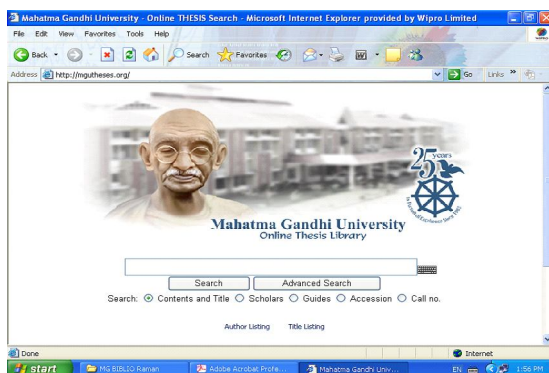 Mahatma Gandhi University - Online THESIS Search - Microsoft Internet Explorer provided by Wipro Limited
File Edit View Favorites Tools Help
Back Search Favorites
Address http://mgutheses.org/ Go Links »
25 years
Mahatma Gandhi University
Online Thesis Library
Search Advanced Search
Search: Contents and Title Scholars Guides Accession Call no.
Author Listing Title Listing
Done Internet
start MG BIBLIO Raman Adobe Acrobat Profe... Mahatma Gandhi Univ... EN 1:56 PM